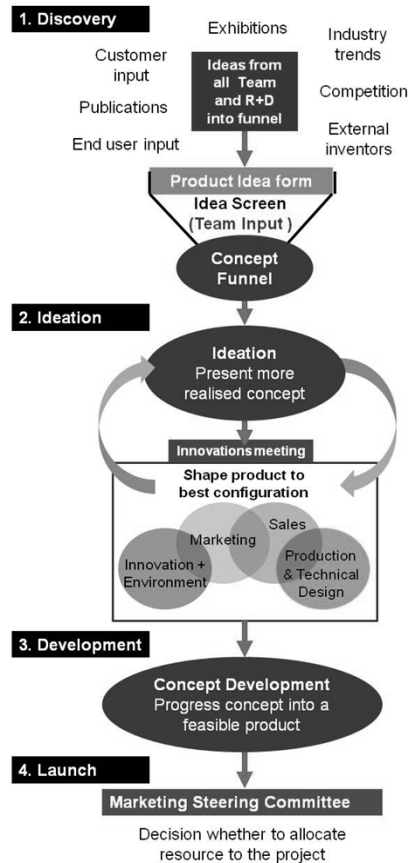 1. Discovery
Exhibitions
Industry
trends
Customer
input
Ideas from
all Team
and R+D
into funnel
Publications
Competition
End user input
External
inventors
Product Idea form
Idea Screen
(Team Input )
Concept
Funnel
2. Ideation
Ideation
Present more
realised concept
Innovations meeting
Shape product to
best configuration
Marketing
Sales
Innovation +
Environment
Production
& Technical
Design
3. Development
Concept Development
Progress concept into a
feasible product
4. Launch
Marketing Steering Committee
Decision whether to allocate
resource to the project